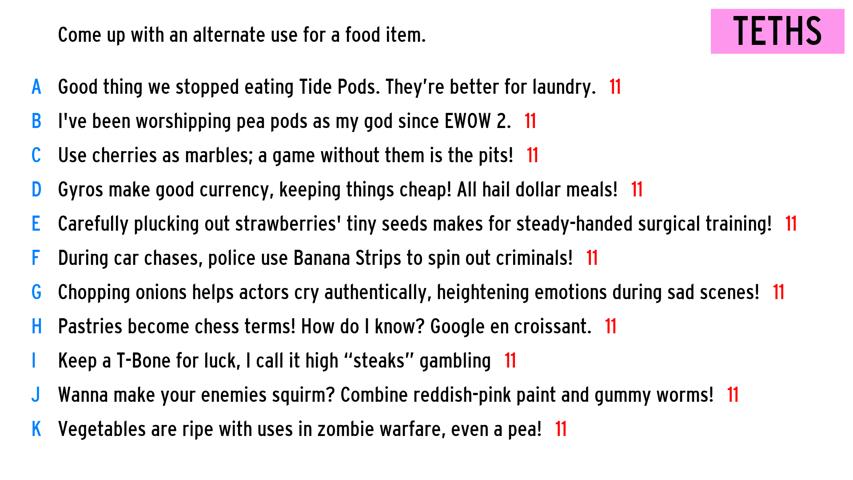 Come up with an alternate use for a food item.
TETHS
A Good thing we stopped eating Tide Pods. They're better for laundry. 11
B I've been worshipping pea pods as my god since EWOW 2. 11
C Use cherries as marbles; a game without them is the pits! 11
D Gyros make good currency, keeping things cheap! All hail dollar meals! 11
E Carefully plucking out strawberries' tiny seeds makes for steady-handed surgical training! 11
F During car chases, police use Banana Strips to spin out criminals! 11
G Chopping onions helps actors cry authentically, heightening emotions during sad scenes! 11
H Pastries become chess terms! How do I know? Google en croissant. 11
I Keep a T-Bone for luck, I call it high “steaks” gambling 11
J Wanna make your enemies squirm? Combine reddish-pink paint and gummy worms! 11
K Vegetables are ripe with uses in zombie warfare, even a pea! 11